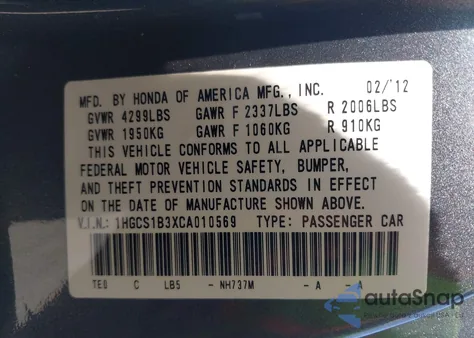 MFD. BY HONDA OF AMERICA MFG., INC. 02/'12
GVWR 4299LBS GAWR F 2337LBS R 2006LBS
GVWR 1950KG GAWR F 1060KG R 910KG
THIS VEHICLE CONFORMS TO ALL APPLICABLE
FEDERAL MOTOR VEHICLE SAFETY, BUMPER,
AND THEFT PREVENTION STANDARDS IN EFFECT
ON THE DATE OF MANUFACTURE SHOWN ABOVE.
V.I.N.: 1HGCS1B3XCA010569 TYPE: PASSENGER CAR
TE0 C LB5 - NH737M - A -
autoSnap